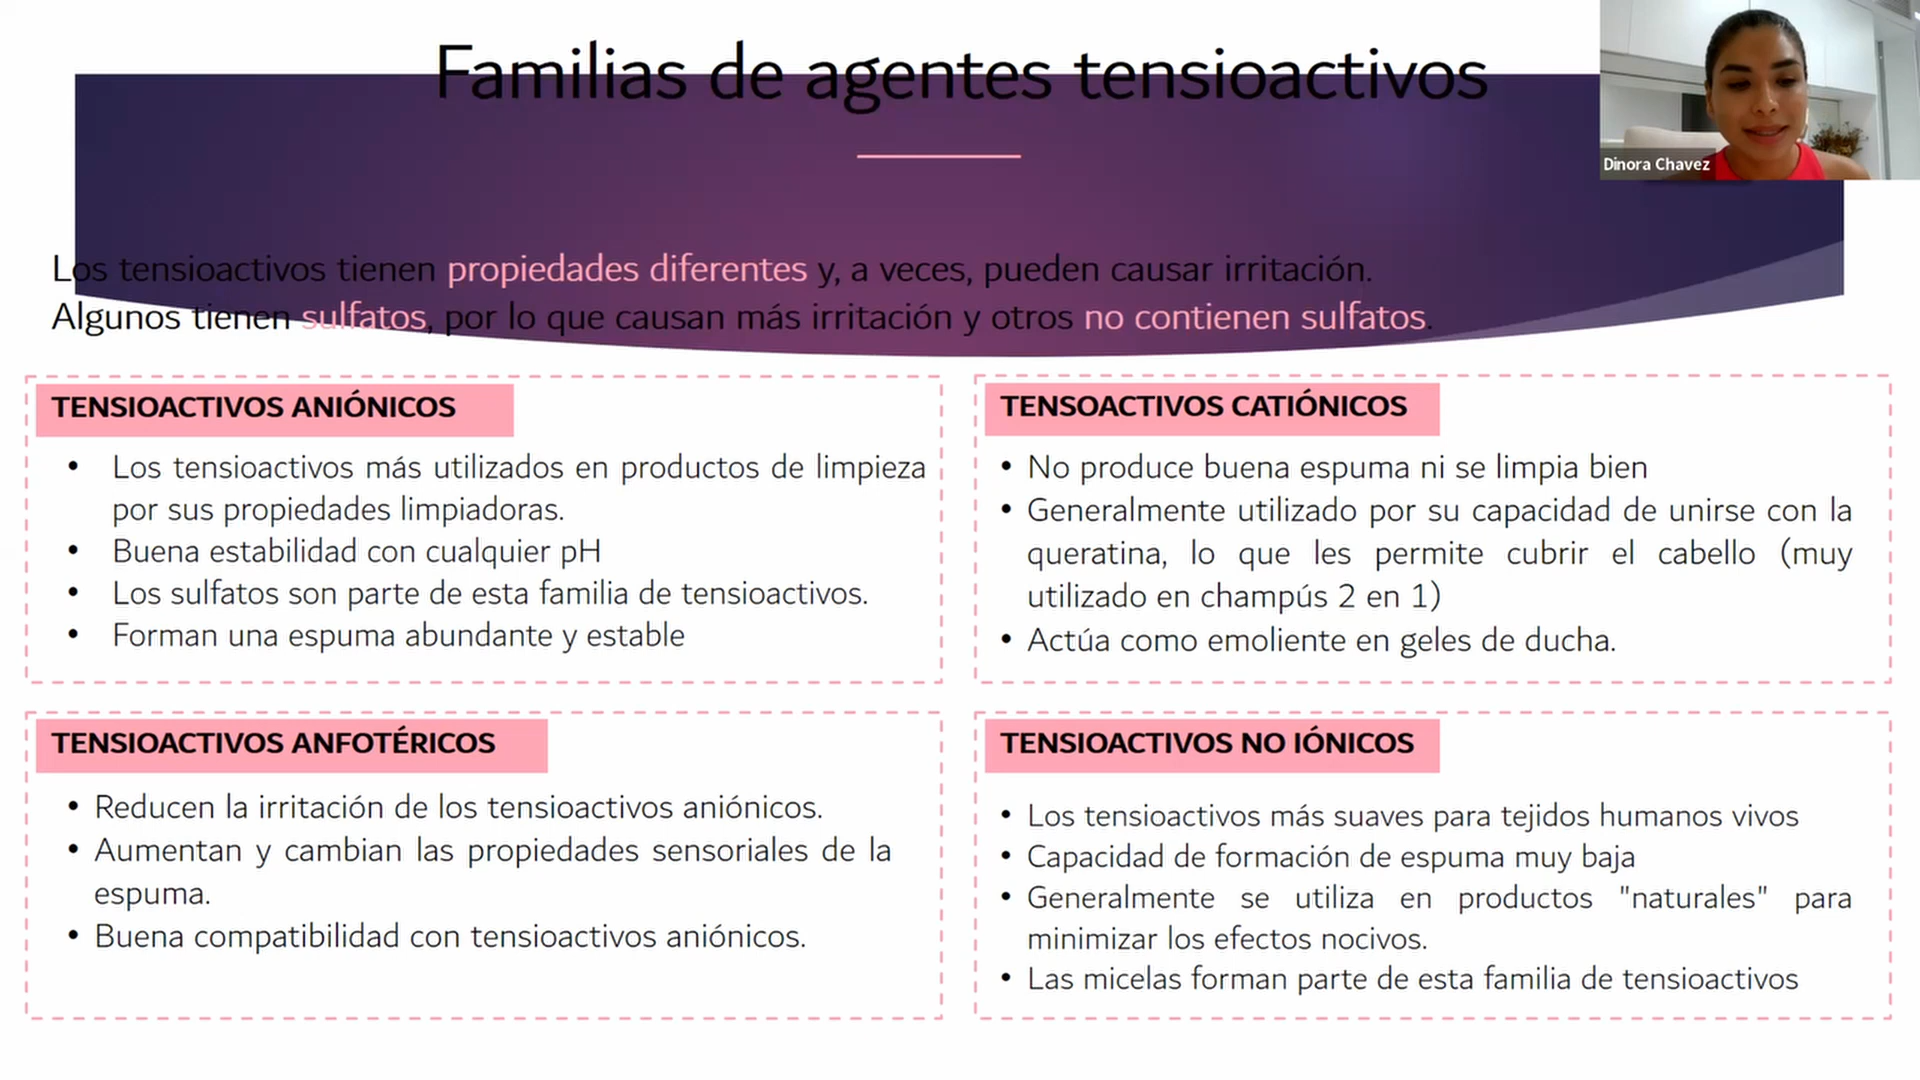 Familias de agentes tensioactivos
Dinora Chavez
Los tensioactivos tienen propiedades diferentes y, a veces, pueden causar irritación.
Algunos tienen sulfatos, por lo que causan más irritación y otros no contienen sulfatos.
TENSIOACTIVOS ANIÓNICOS
• Los tensioactivos más utilizados en productos de limpieza
por sus propiedades limpiadoras.
• Buena estabilidad con cualquier pH
• Los sulfatos son parte de esta familia de tensioactivos.
• Forman una espuma abundante y estable
TENSOACTIVOS CATIÓNICOS
• No produce buena espuma ni se limpia bien
• Generalmente utilizado por su capacidad de unirse con la
queratina, lo que les permite cubrir el cabello (muy
utilizado en champús 2 en 1)
• Actúa como emoliente en geles de ducha.
TENSIOACTIVOS ANFOTÉRICOS
• Reducen la irritación de los tensioactivos aniónicos.
• Aumentan y cambian las propiedades sensoriales de la
espuma.
• Buena compatibilidad con tensioactivos aniónicos.
TENSIOACTIVOS NO IÓNICOS
• Los tensioactivos más suaves para tejidos humanos vivos
• Capacidad de formación de espuma muy baja
• Generalmente se utiliza en productos "naturales" para
minimizar los efectos nocivos.
• Las micelas forman parte de esta familia de tensioactivos